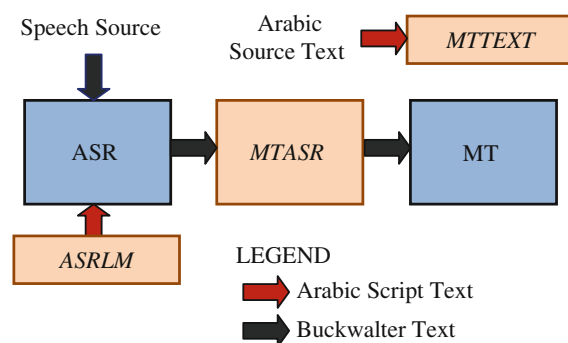 Speech Source
Arabic
Source Text
MTTEXT
ASR
MTASR
MT
ASRLM
LEGEND
Arabic Script Text
Buckwalter Text